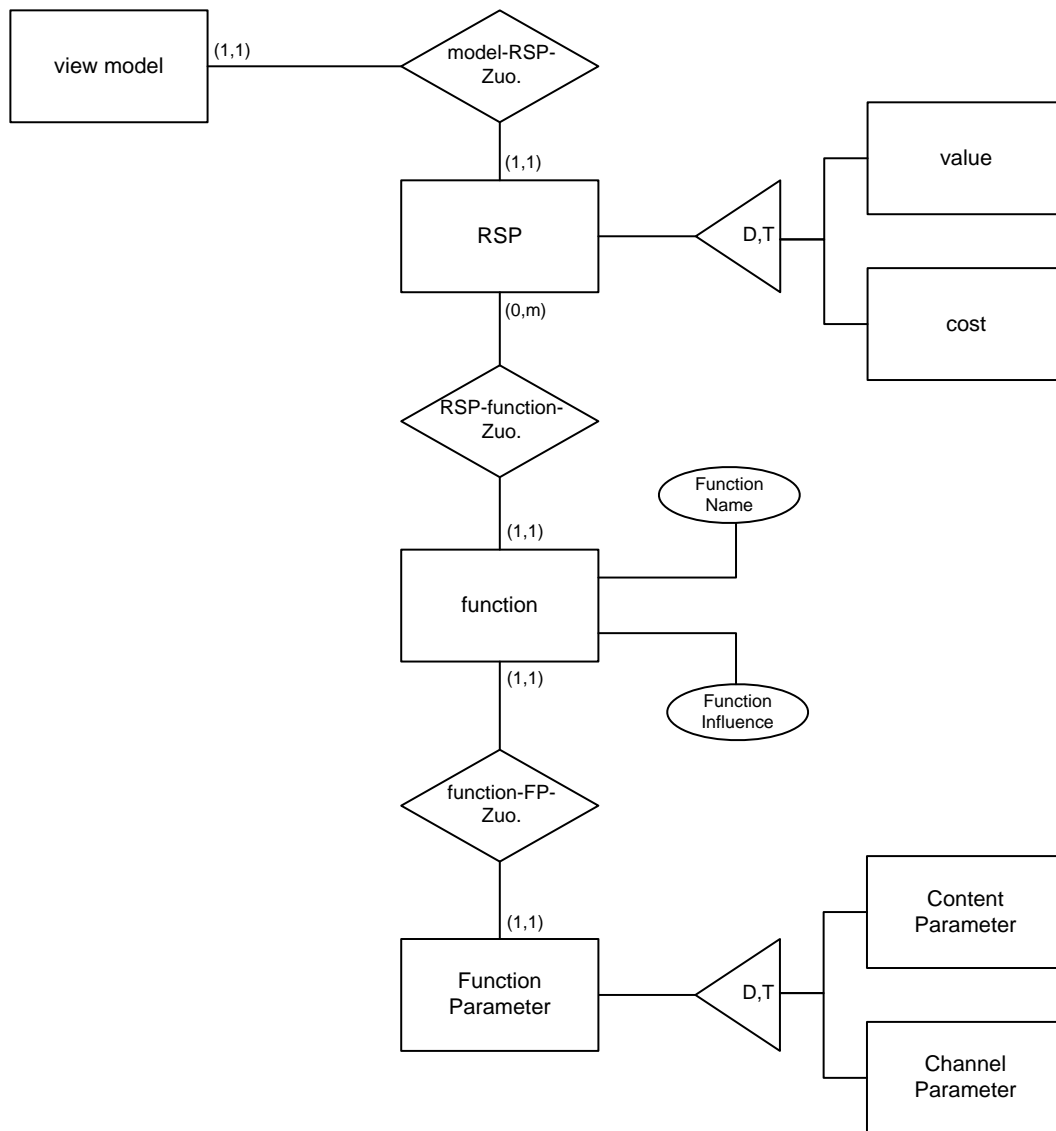 view model
(1,1)
model-RSP-
Zuo.
(1,1)
RSP
D,T
value
cost
(0,m)
RSP-function-
Zuo.
Function
Name
(1,1)
function
(1,1)
Function
Influence
function-FP-
Zuo.
(1,1)
Function
Parameter
D,T
Content
Parameter
Channel
Parameter